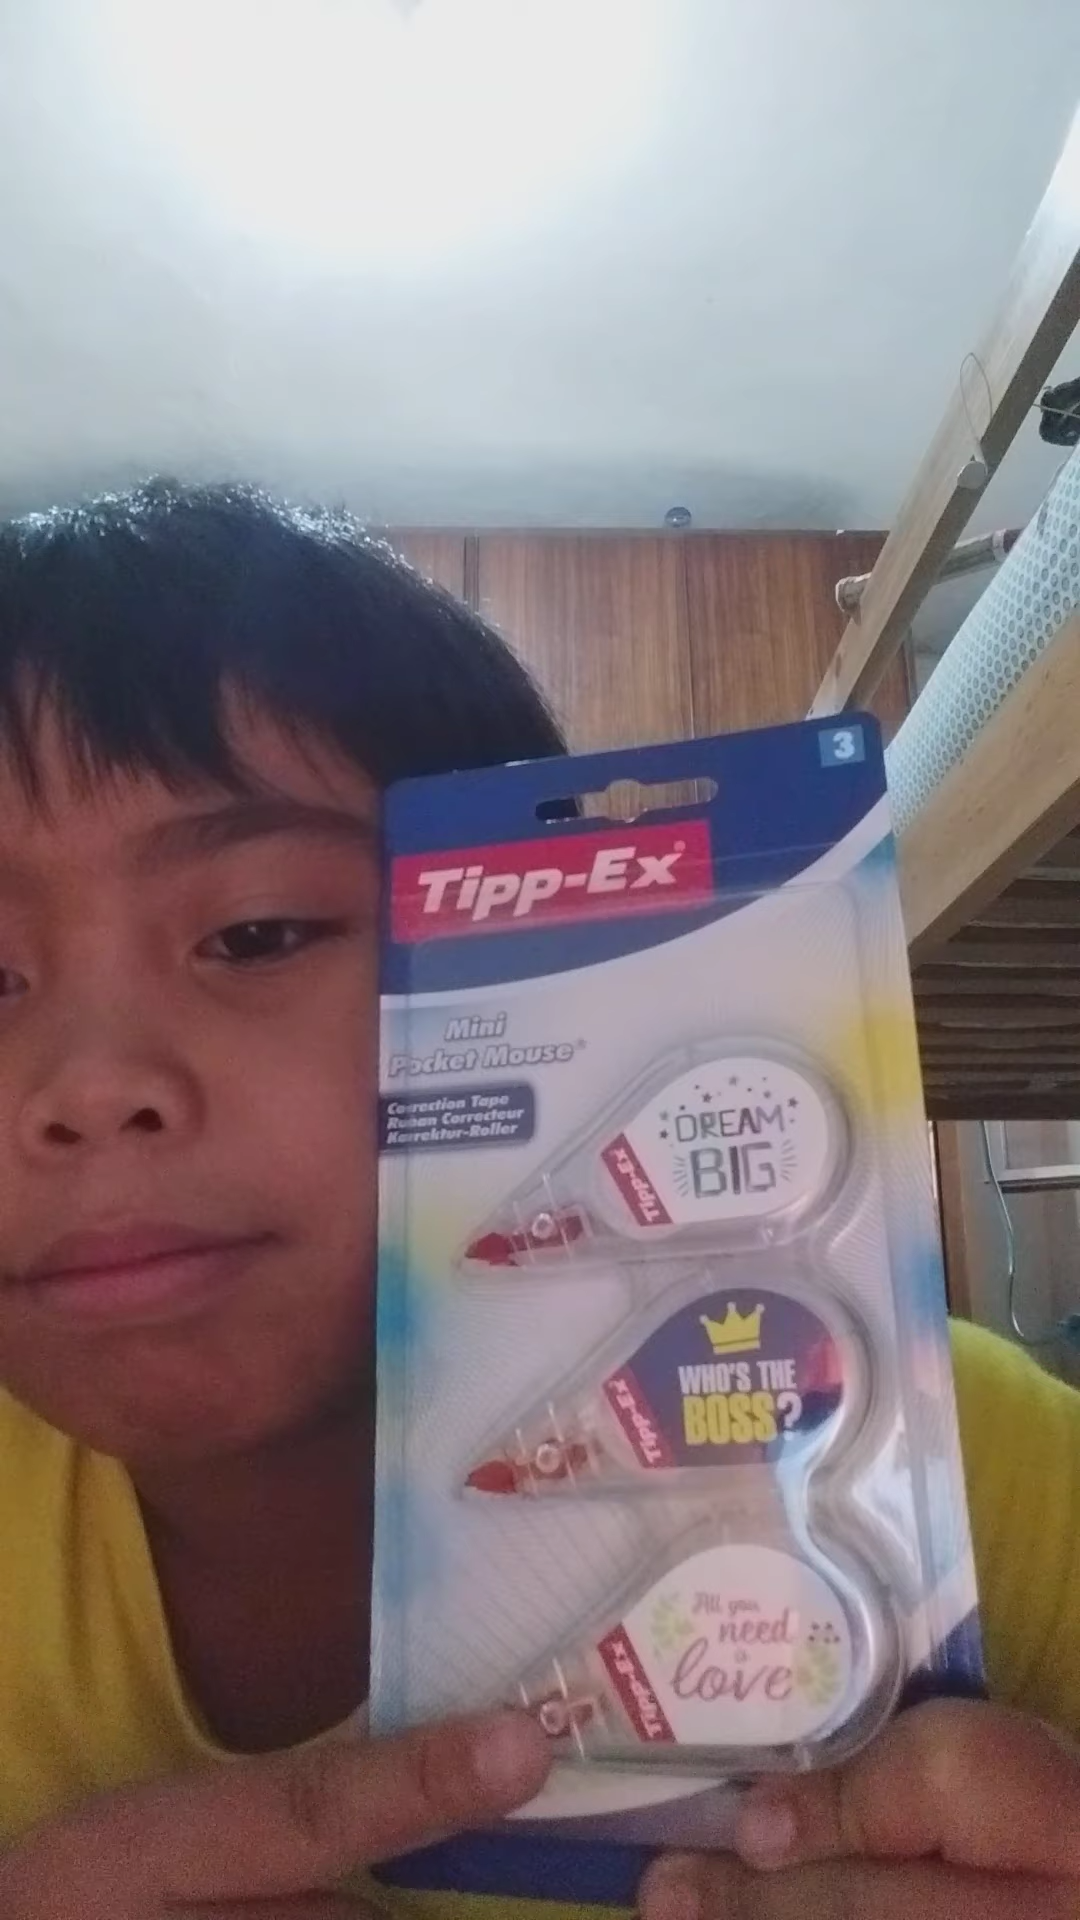 3
Tipp-Ex®
Mini
Pocket Mouse®
Correction Tape
Ruban Correcteur
Korrektur-Roller
DREAM
BIG
Tipp-Ex
WHO'S THE
BOSS?
Tipp-Ex
All you
need
is
love
Tipp-Ex